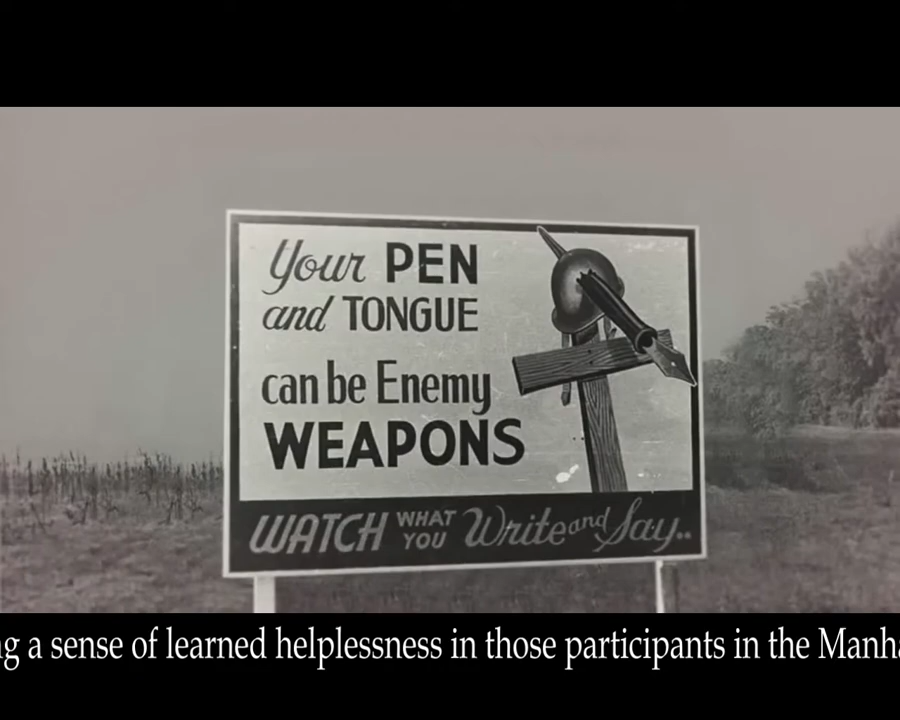 Your PEN
and TONGUE
can be Enemy
WEAPONS
WATCH WHAT YOU Write and Say..
g a sense of learned helplessness in those participants in the Manha